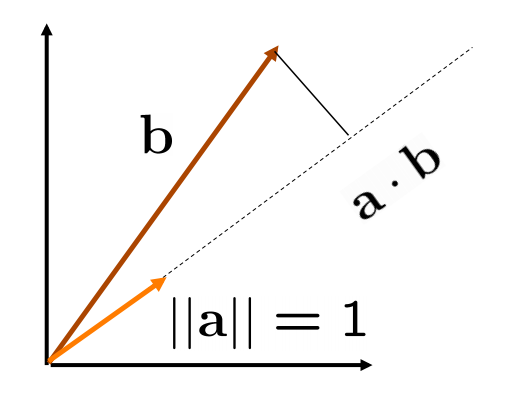 b
a · b
||a|| = 1